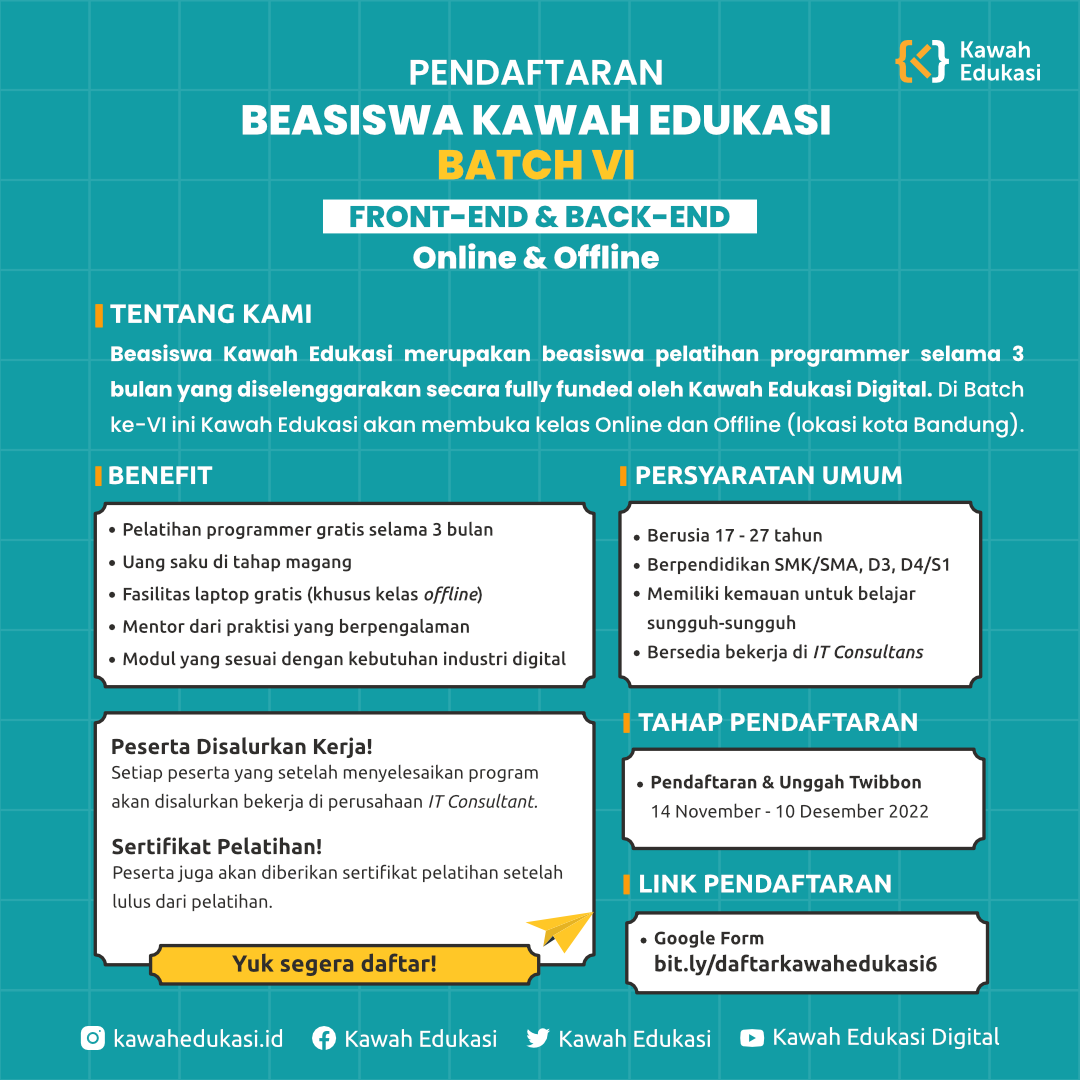 Kawah
Edukasi
PENDAFTARAN
BEASISWA KAWAH EDUKASI
BATCH VI
FRONT-END & BACK-END
Online & Offline
TENTANG KAMI
Beasiswa Kawah Edukasi merupakan beasiswa pelatihan programmer selama 3
bulan yang diselenggarakan secara fully funded oleh Kawah Edukasi Digital. Di Batch
ke-VI ini Kawah Edukasi akan membuka kelas Online dan Offline (lokasi kota Bandung).
BENEFIT
• Pelatihan programmer gratis selama 3 bulan
• Uang saku di tahap magang
• Fasilitas laptop gratis (khusus kelas offline)
• Mentor dari praktisi yang berpengalaman
• Modul yang sesuai dengan kebutuhan industri digital
Peserta Disalurkan Kerja!
Setiap peserta yang setelah menyelesaikan program
akan disalurkan bekerja di perusahaan IT Consultant.
Sertifikat Pelatihan!
Peserta juga akan diberikan sertifikat pelatihan setelah
lulus dari pelatihan.
Yuk segera daftar!
PERSYARATAN UMUM
• Berusia 17 - 27 tahun
• Berpendidikan SMK/SMA, D3, D4/S1
• Memiliki kemauan untuk belajar
sungguh-sungguh
• Bersedia bekerja di IT Consultans
TAHAP PENDAFTARAN
• Pendaftaran & Unggah Twibbon
14 November - 10 Desember 2022
LINK PENDAFTARAN
• Google Form
bit.ly/daftarkawahedukasi6
kawahedukasi.id
Kawah Edukasi
Kawah Edukasi
Kawah Edukasi Digital